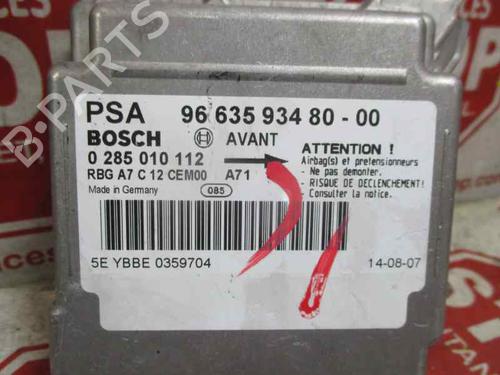 PSA 96 635 934 80 - 00
BOSCH AVANT
0 285 010 112
RBG A7 C 12 CEM00 A71
Made in Germany 085
ATTENTION !
Airbag(s) et pretensionneurs
- Ne pas demonter.
- RISQUE DE DECLENCHEMENT!
Consulter la notice.
5E YBBE 0359704 14-08-07
B-PARTS